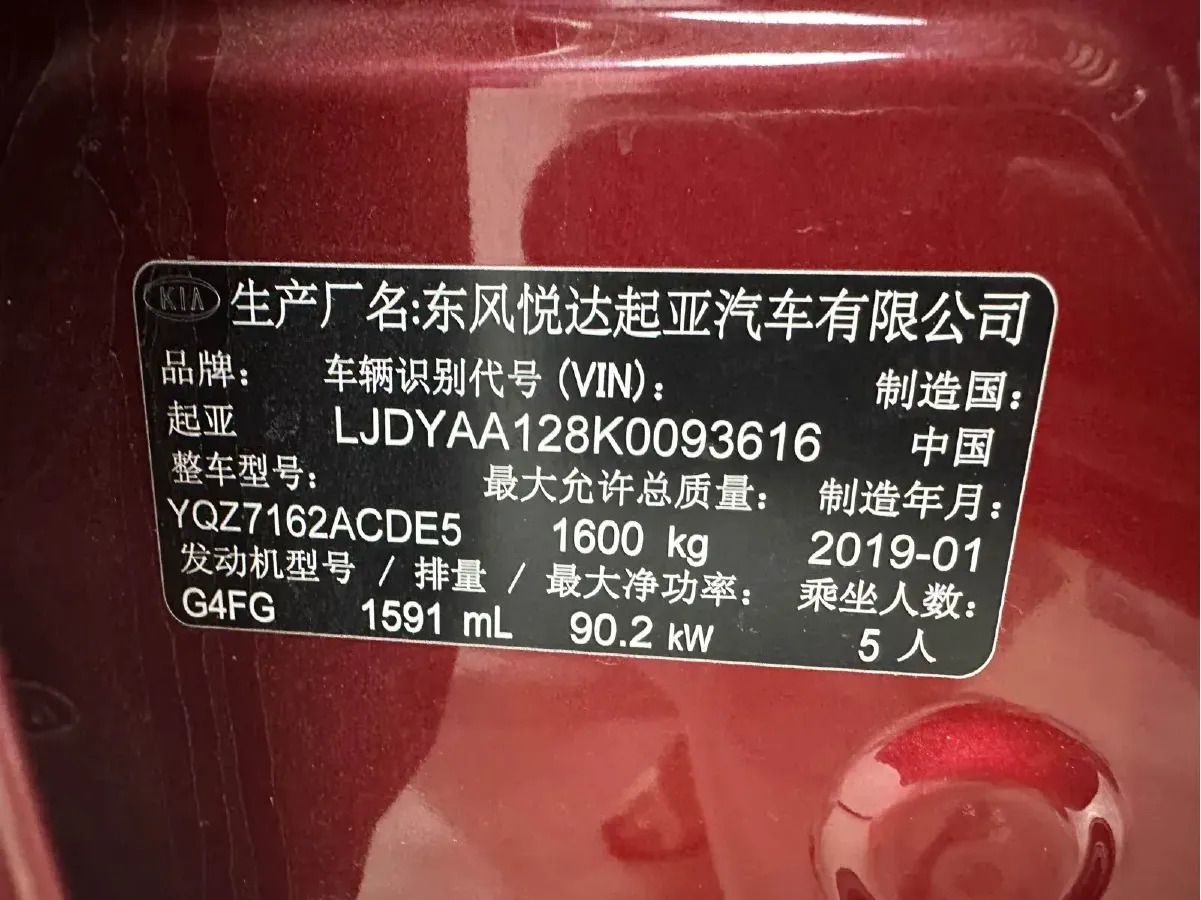 KIA 生产厂名:东风悦达起亚汽车有限公司
品牌: 车辆识别代号(VIN): 制造国:
起亚 LJDYAA128K0093616 中国
整车型号: 最大允许总质量: 制造年月:
YQZ7162ACDE5 1600 kg 2019-01
发动机型号 / 排量 / 最大净功率: 乘坐人数:
G4FG 1591 mL 90.2 kW 5 人